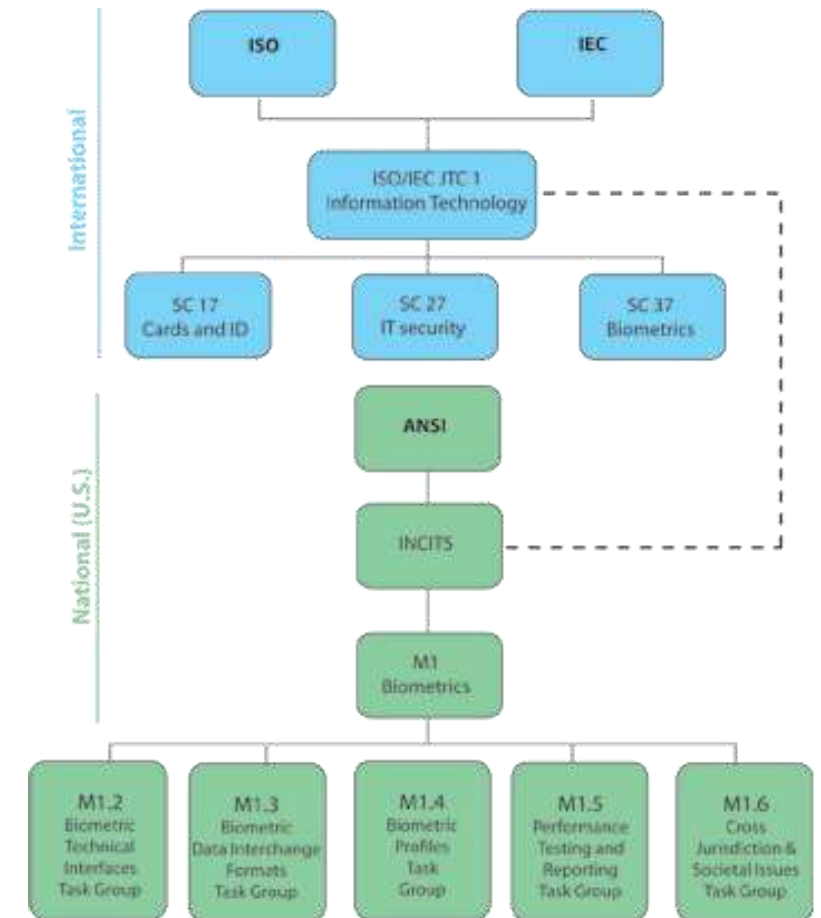 International
ISO
IEC
ISO/IEC JTC 1
Information Technology
SC 17
Cards and ID
SC 27
IT security
SC 37
Biometrics
National (U.S.)
ANSI
INCITS
M1
Biometrics
M1.2
Biometric
Technical
Interfaces
Task Group
M1.3
Biometric
Data Interchange
Formats
Task Group
M1.4
Biometric
Profiles
Task
Group
M1.5
Performance
Testing and
Reporting
Task Group
M1.6
Cross
Jurisdiction &
Societal Issues
Task Group